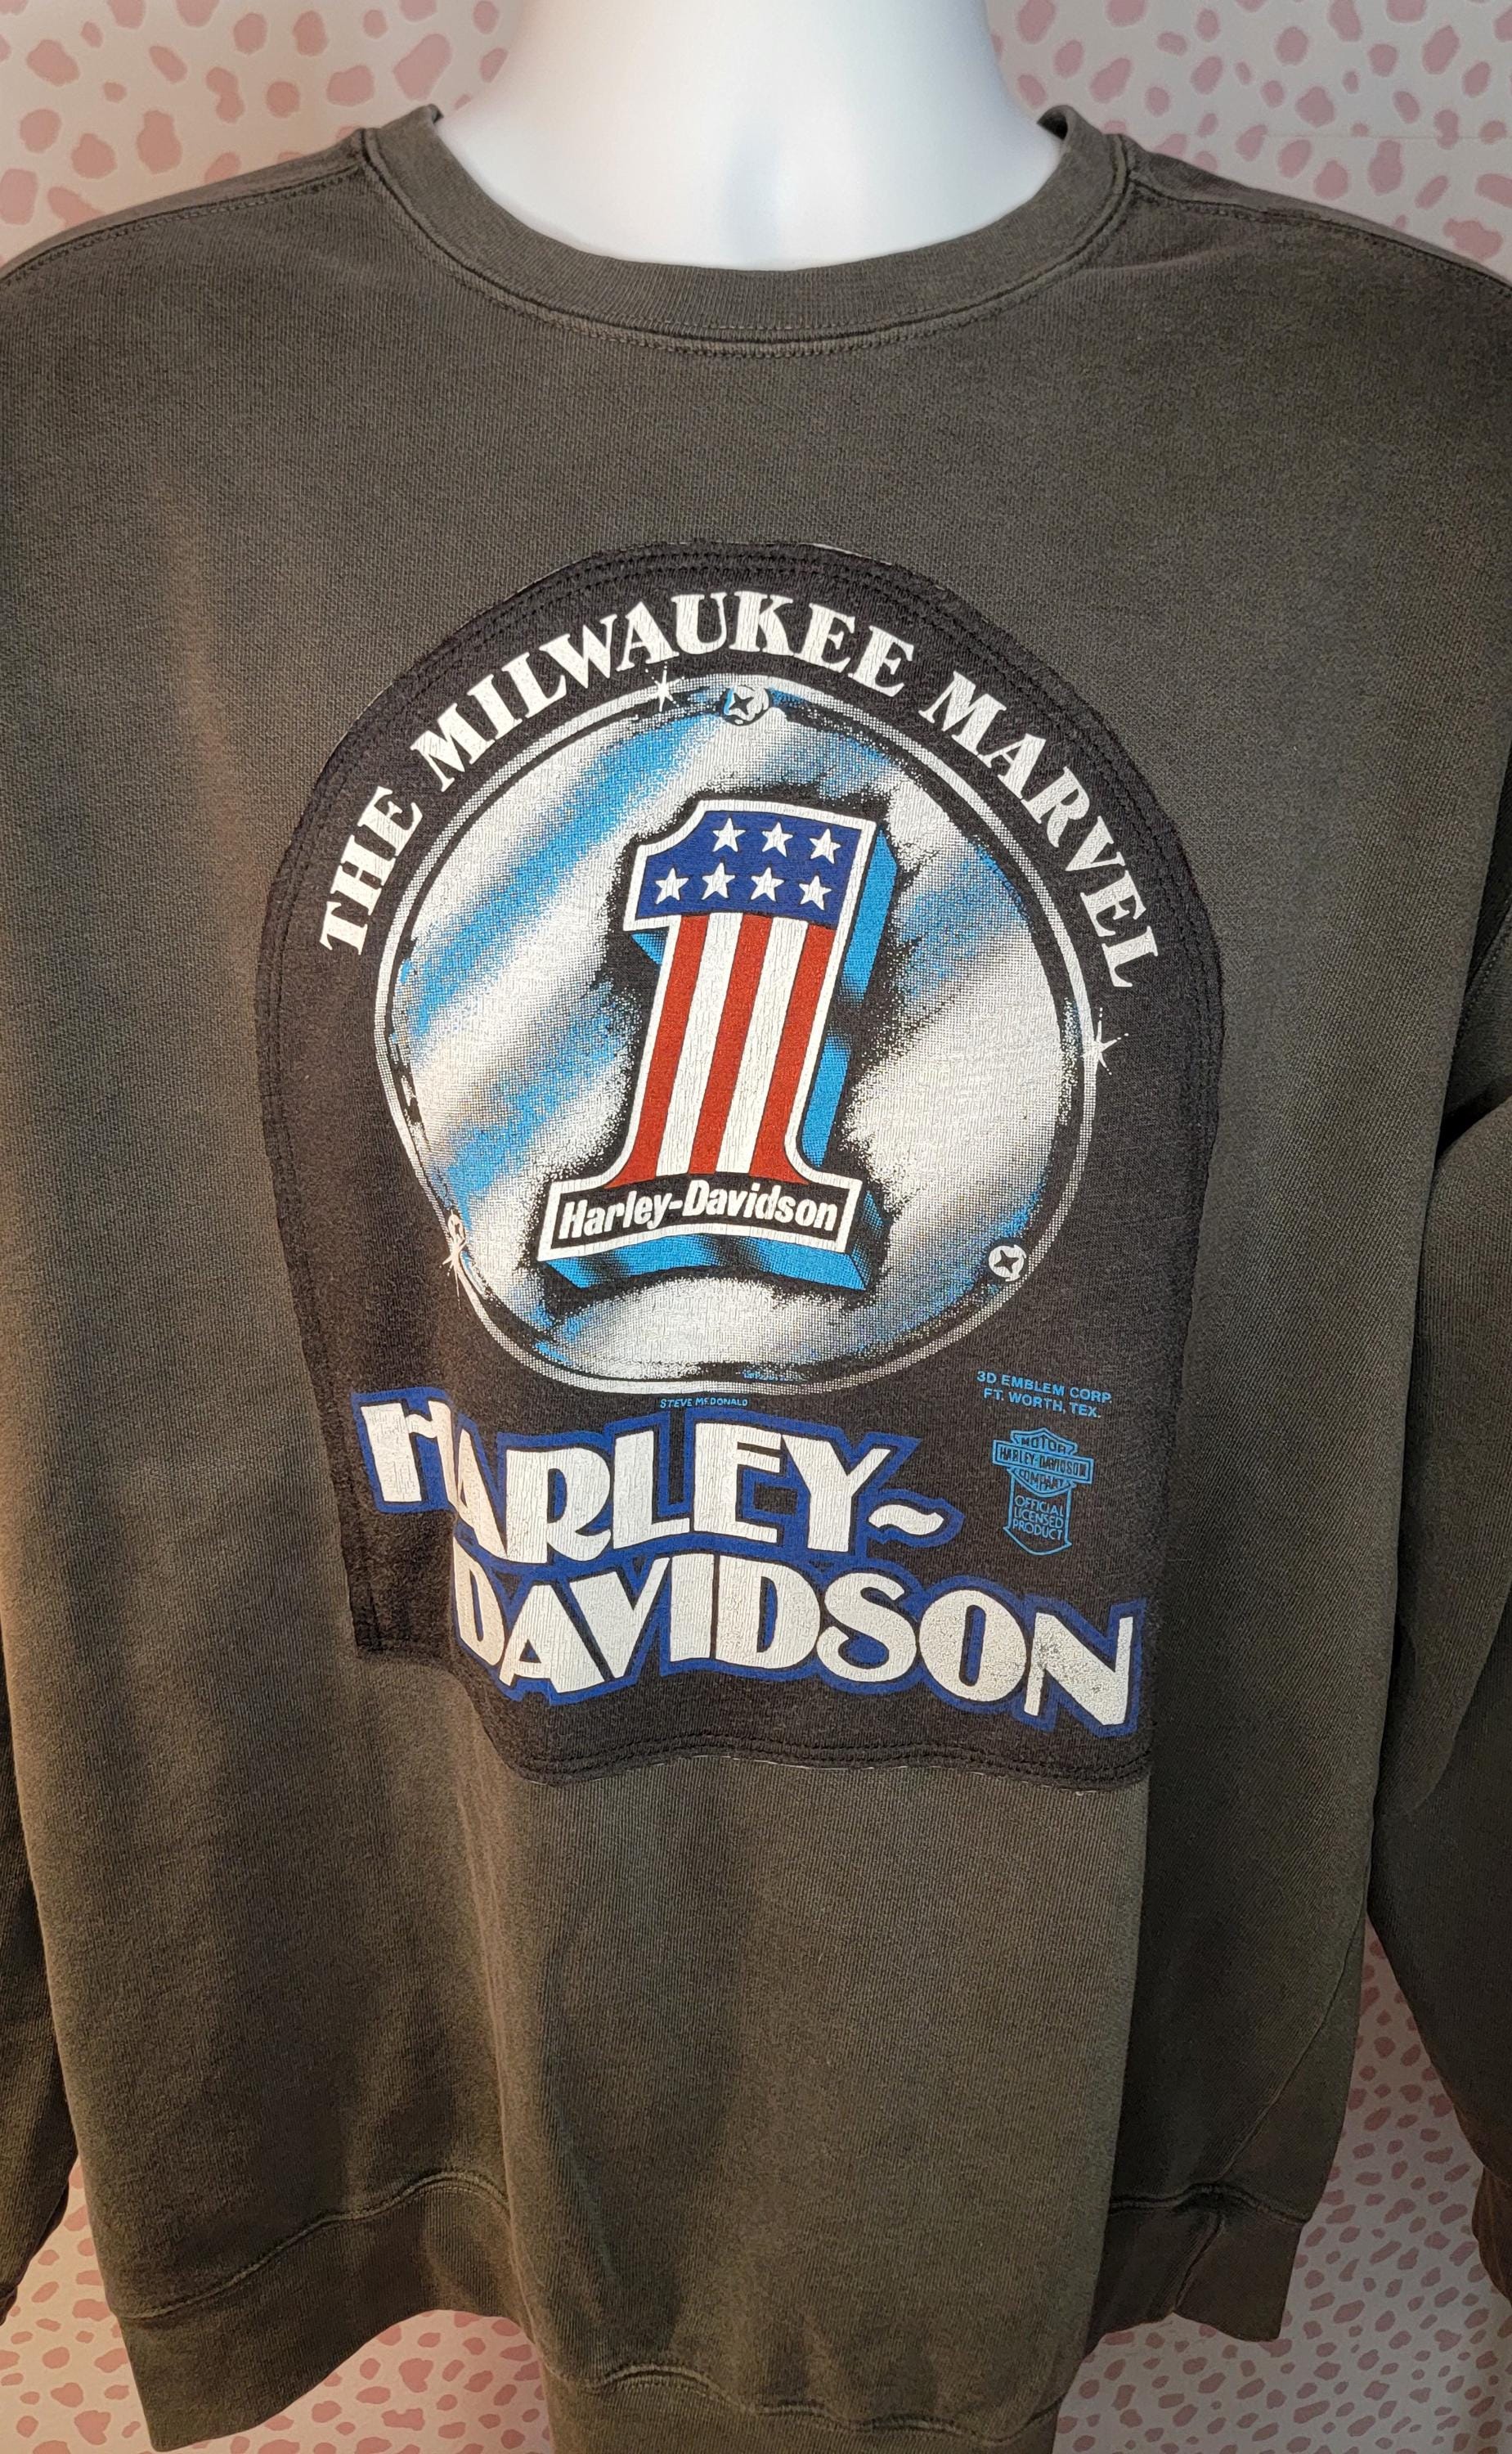 THE MILWAUKEE MARVEL
Harley-Davidson
STEVE McDONALD
3D EMBLEM CORP.
FT. WORTH, TEX.
HARLEY-
DAVIDSON
MOTOR
HARLEY-DAVIDSON
COMPANY
OFFICIAL
LICENSED
PRODUCT